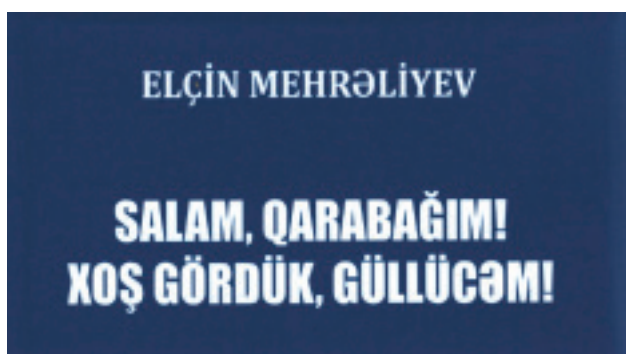 ELÇİN MEHRƏLİYEV
SALAM, QARABAĞIM!
XOŞ GÖRDÜK, GÜLLÜCƏM!